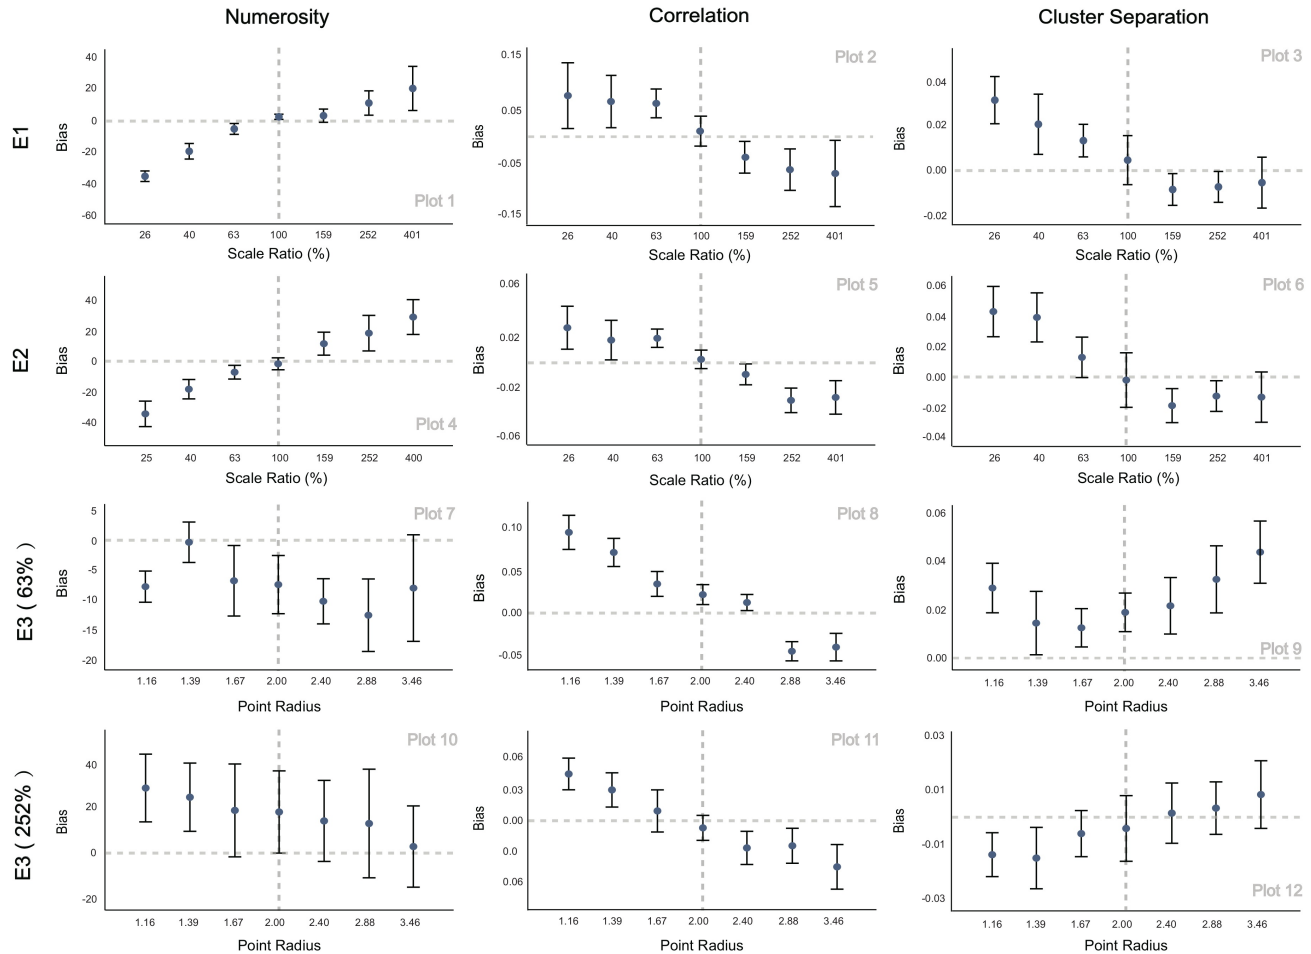 Numerosity
Correlation
Cluster Separation
E1
Bias
40
20
0
-20
-40
-60
Plot 1
26 40 63 100 159 252 401
Scale Ratio (%)
Bias
0.15
0.05
-0.05
-0.15
Plot 2
26 40 63 100 159 252 401
Scale Ratio (%)
Bias
0.04
0.02
0.00
-0.02
Plot 3
26 40 63 100 159 252 401
Scale Ratio (%)
E2
Bias
40
20
0
-20
-40
Plot 4
25 40 63 100 159 252 400
Scale Ratio (%)
Bias
0.06
0.02
-0.02
-0.06
Plot 5
26 40 63 100 159 252 401
Scale Ratio (%)
Bias
0.06
0.04
0.02
0.00
-0.02
-0.04
Plot 6
26 40 63 100 159 252 401
Scale Ratio (%)
E3 ( 63% )
Bias
5
0
-5
-10
-15
-20
Plot 7
1.16 1.39 1.67 2.00 2.40 2.88 3.46
Point Radius
Bias
0.10
0.05
0.00
-0.05
Plot 8
1.16 1.39 1.67 2.00 2.40 2.88 3.46
Point Radius
Bias
0.06
0.04
0.02
0.00
Plot 9
1.16 1.39 1.67 2.00 2.40 2.88 3.46
Point Radius
E3 ( 252% )
Bias
40
20
0
-20
Plot 10
1.16 1.39 1.67 2.00 2.40 2.88 3.46
Point Radius
Bias
0.06
0.03
0.00
0.0
0.06
Plot 11
1.16 1.39 1.67 2.00 2.40 2.88 3.46
Point Radius
Bias
0.03
0.01
-0.01
-0.03
Plot 12
1.16 1.39 1.67 2.00 2.40 2.88 3.46
Point Radius